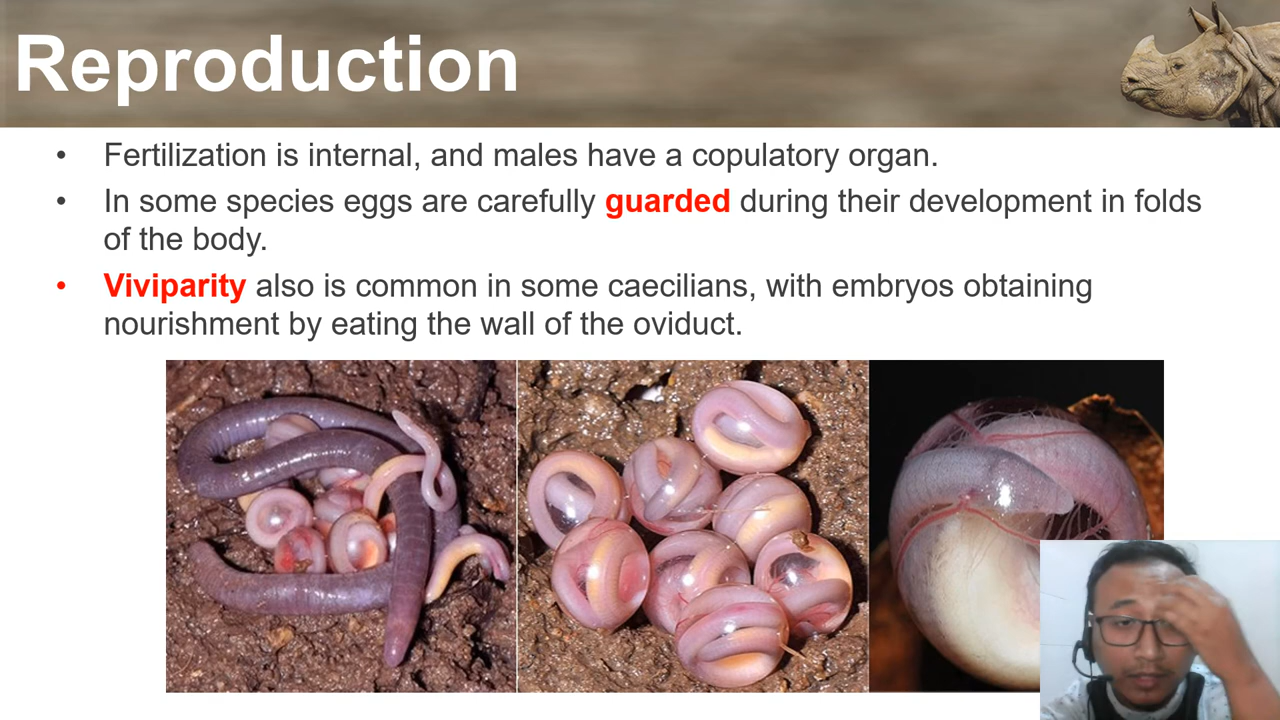 Reproduction
• Fertilization is internal, and males have a copulatory organ.
• In some species eggs are carefully guarded during their development in folds
of the body.
• Viviparity also is common in some caecilians, with embryos obtaining
nourishment by eating the wall of the oviduct.